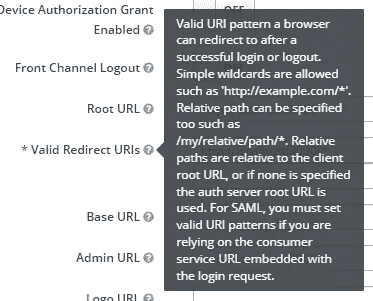 Device Authorization Grant
Enabled
OFF
Front Channel Logout
Root URL
* Valid Redirect URIs
Base URL
Admin URL
Logo URL
Valid URI pattern a browser
can redirect to after a
successful login or logout.
Simple wildcards are allowed
such as 'http://example.com/*'.
Relative path can be specified
too such as
/my/relative/path/*. Relative
paths are relative to the client
root URL, or if none is specified
the auth server root URL is
used. For SAML, you must set
valid URI patterns if you are
relying on the consumer
service URL embedded with
the login request.